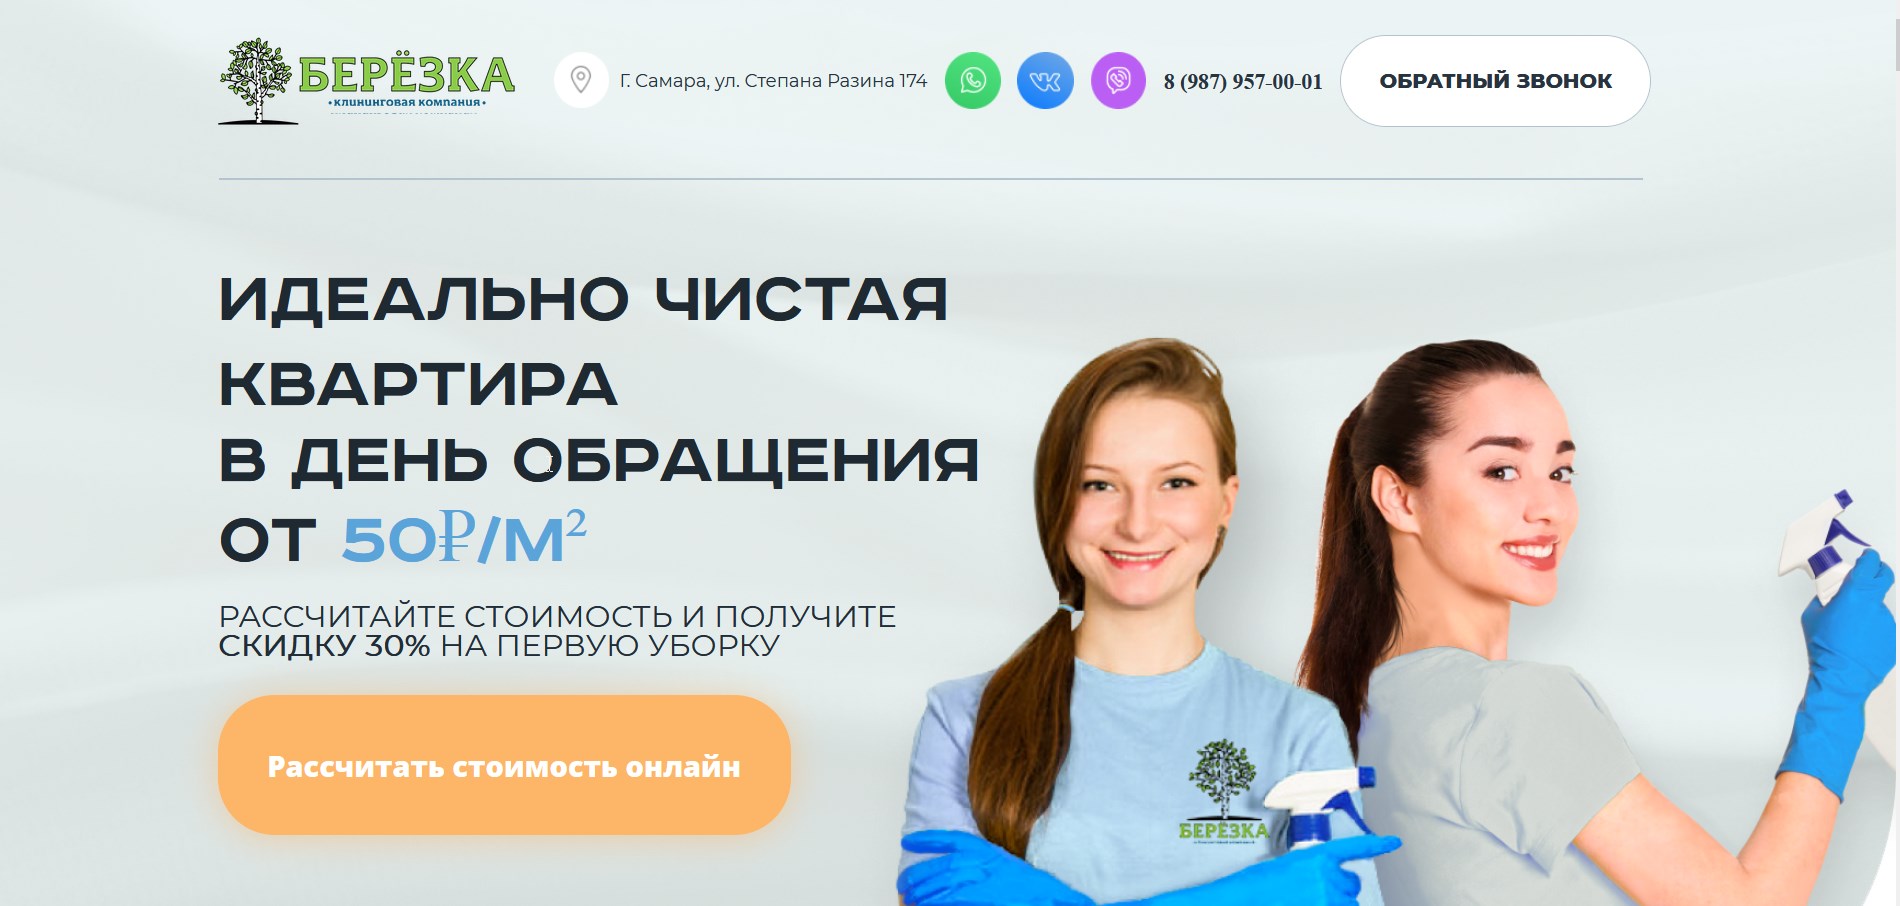 БЕРЁЗКА
•клининговая компания•
Г. Самара, ул. Степана Разина 174
8 (987) 957-00-01
ОБРАТНЫЙ ЗВОНОК
ИДЕАЛЬНО ЧИСТАЯ
КВАРТИРА
В ДЕНЬ ОБРАЩЕНИЯ
ОТ 50₽/М²
РАССЧИТАЙТЕ СТОИМОСТЬ И ПОЛУЧИТЕ
СКИДКУ 30% НА ПЕРВУЮ УБОРКУ
Рассчитать стоимость онлайн
БЕРЁЗКА